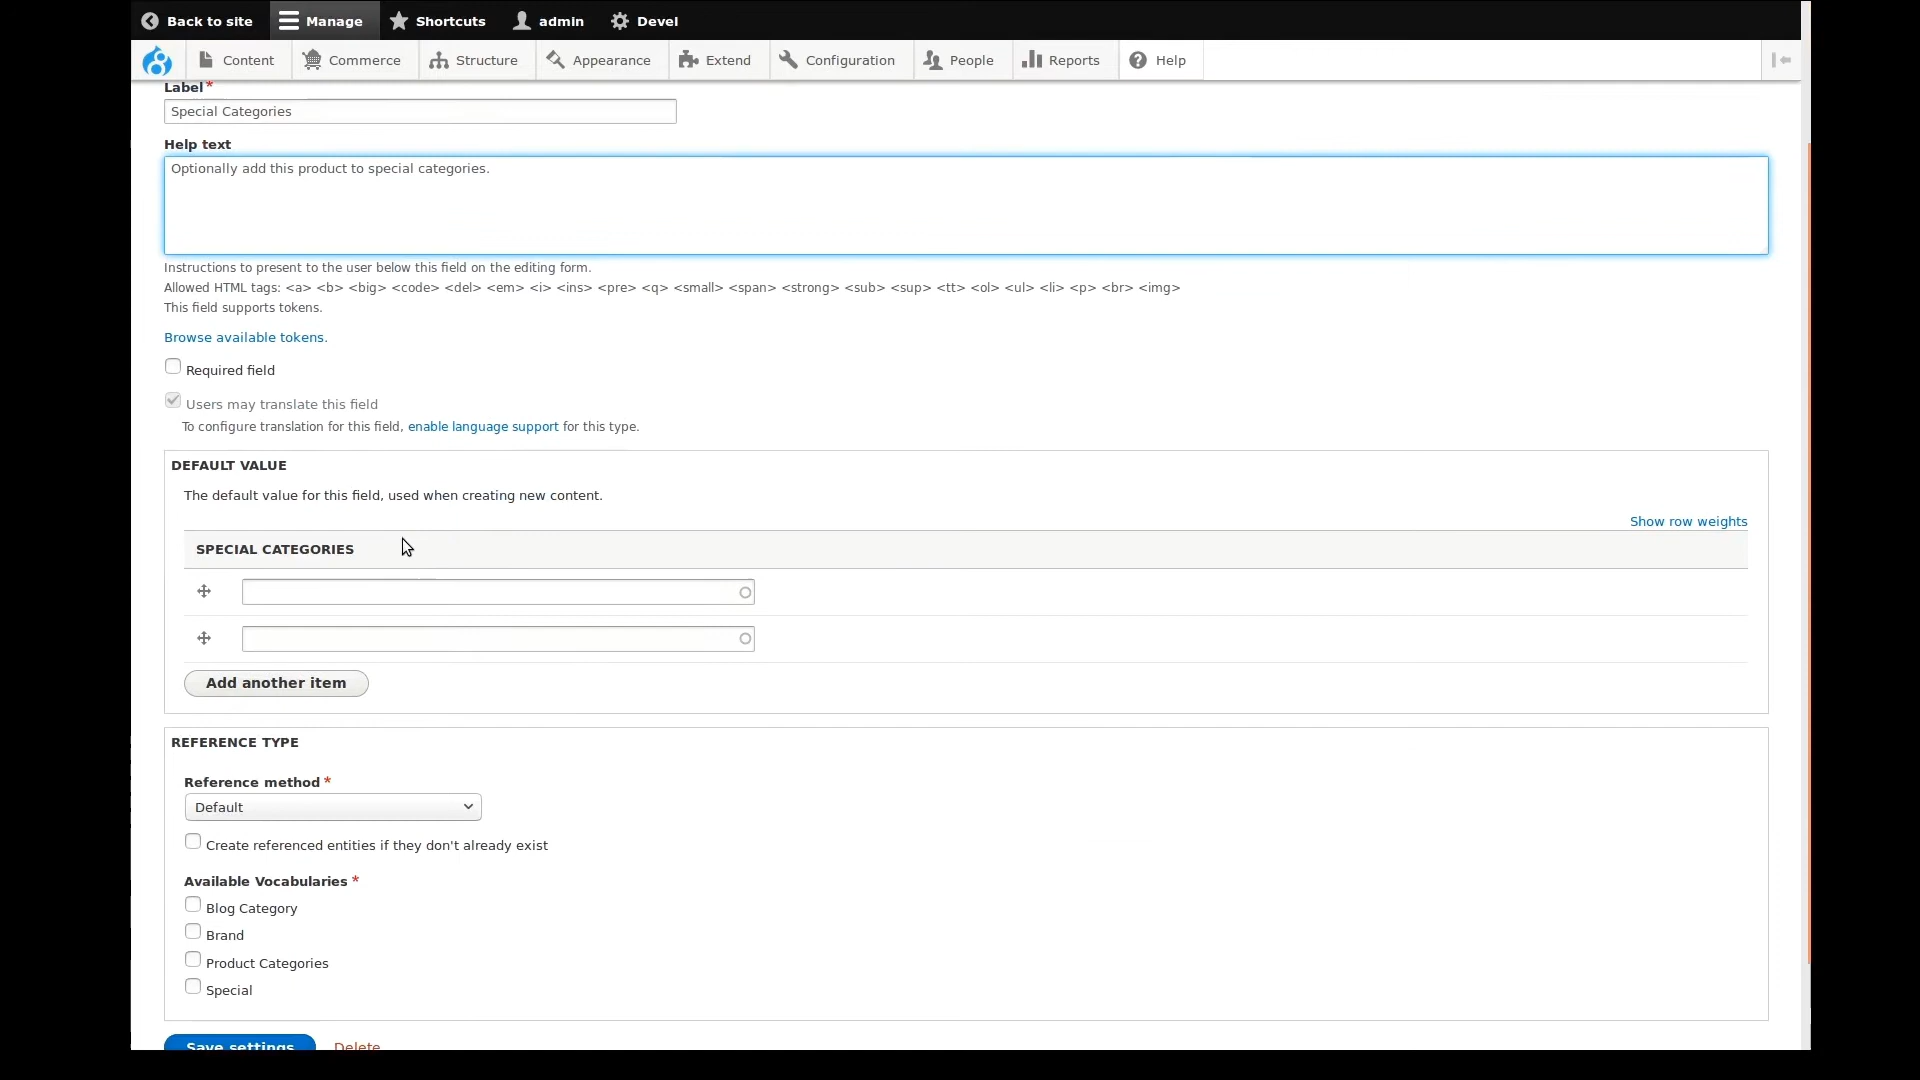 Back to site Manage Shortcuts admin Devel
Content Commerce Structure Appearance Extend Configuration People Reports Help
Label*
Special Categories
Help text
Optionally add this product to special categories.
Instructions to present to the user below this field on the editing form.
Allowed HTML tags: <a> <b> <big> <code> <del> <em> <i> <ins> <pre> <q> <small> <span> <strong> <sub> <sup> <tt> <ol> <ul> <li> <p> <br> <img>
This field supports tokens.
Browse available tokens.
Required field
Users may translate this field
To configure translation for this field, enable language support for this type.
DEFAULT VALUE
The default value for this field, used when creating new content.
Show row weights
SPECIAL CATEGORIES
Add another item
REFERENCE TYPE
Reference method *
Default
Create referenced entities if they don't already exist
Available Vocabularies *
Blog Category
Brand
Product Categories
Special
Save settings Delete